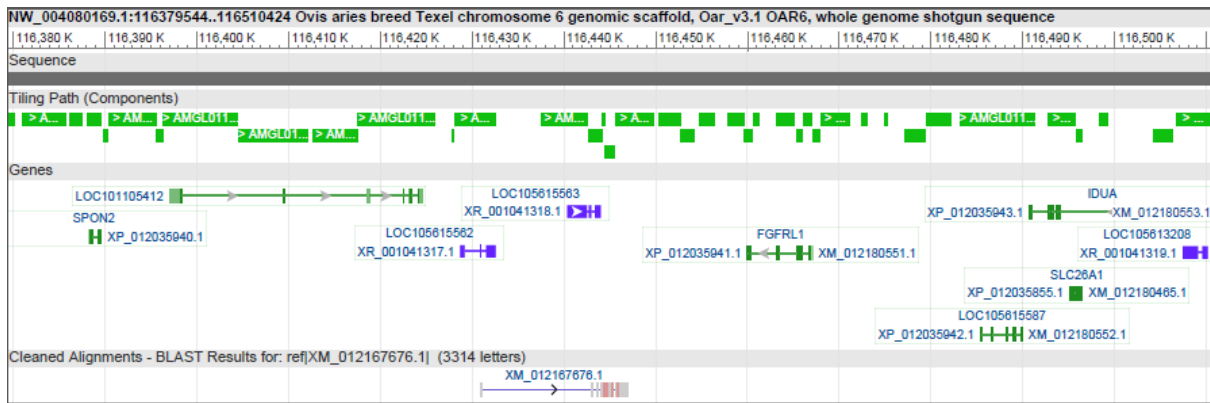 NW_004080169.1:116379544..116510424 Ovis aries breed Texel chromosome 6 genomic scaffold, Oar_v3.1 OAR6, whole genome shotgun sequence
116,380 K 116,390 K 116,400 K 116,410 K 116,420 K 116,430 K 116,440 K 116,450 K 116,460 K 116,470 K 116,480 K 116,490 K 116,500 K
Sequence
Tiling Path (Components)
> A... > AM... > AMGL011... > AMGL011... > A... > AM... > A... > ... > AMGL011... > ... > ...
> AMGL01... > AM...
Genes
LOC101105412 LOC105615563 IDUA
XR_001041318.1 XP_012035943.1 XM_012180553.1
SPON2 LOC105615562 FGFRL1 LOC105613208
XP_012035940.1 XR_001041317.1 XP_012035941.1 XM_012180551.1 XR_001041319.1
SLC26A1
XP_012035855.1 XM_012180465.1
LOC105615587
XP_012035942.1 XM_012180552.1
Cleaned Alignments - BLAST Results for: ref|XM_012167676.1| (3314 letters)
XM_012167676.1